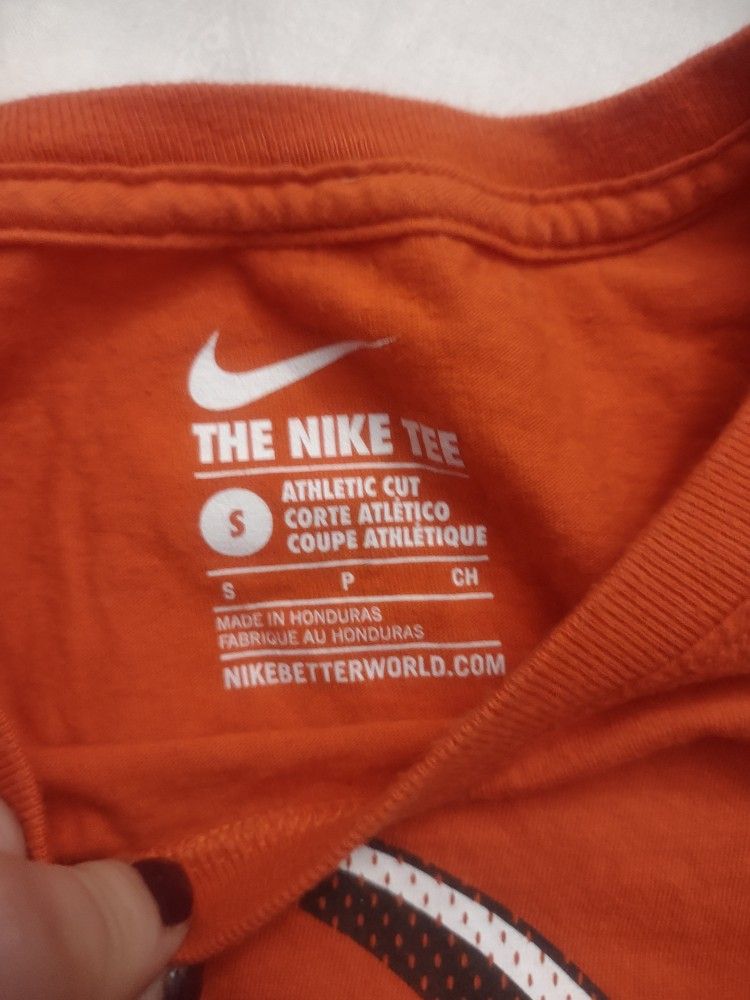 THE NIKE TEE
S
ATHLETIC CUT
CORTE ATLÉTICO
COUPE ATHLÉTIQUE
S P CH
MADE IN HONDURAS
FABRIQUE AU HONDURAS
NIKEBETTERWORLD.COM